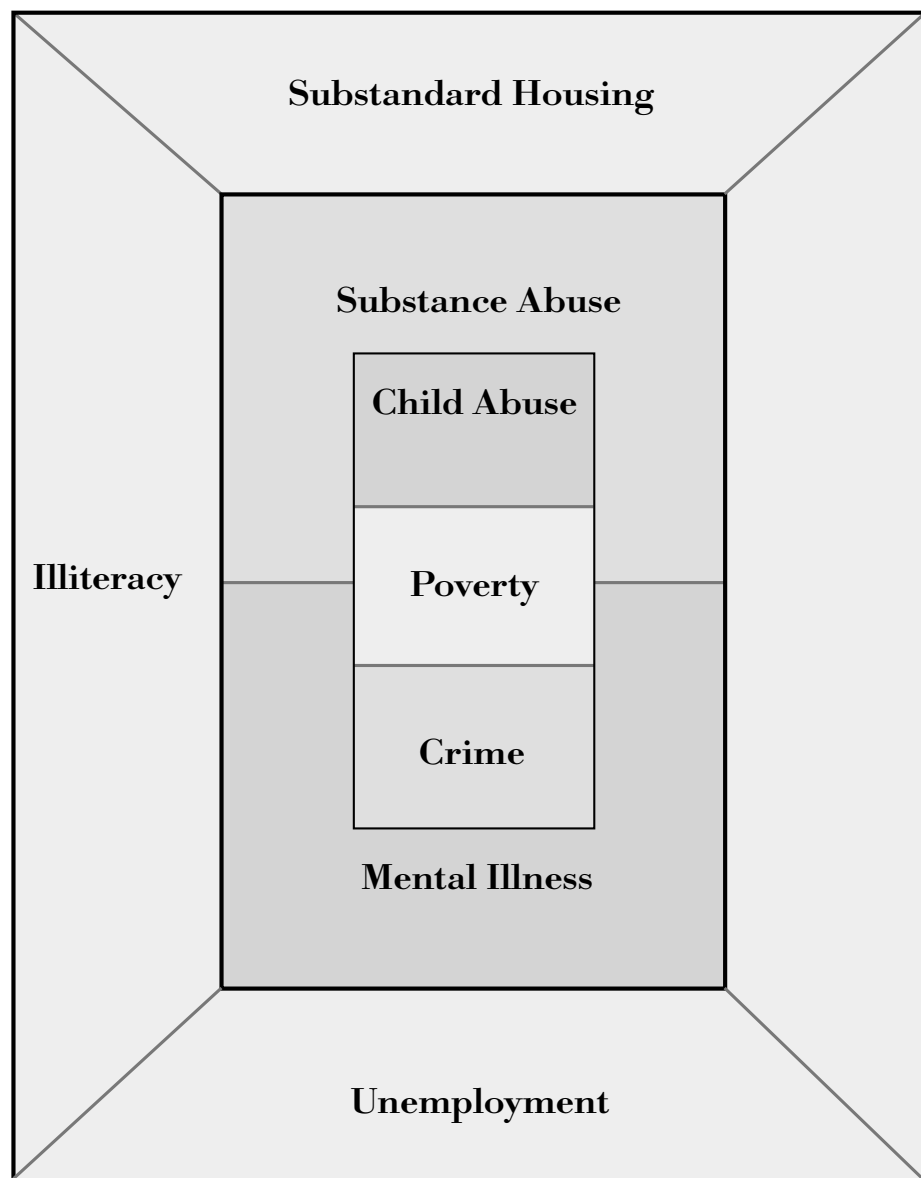 Substandard Housing
Substance Abuse
Child Abuse
Illiteracy
Poverty
Crime
Mental Illness
Unemployment